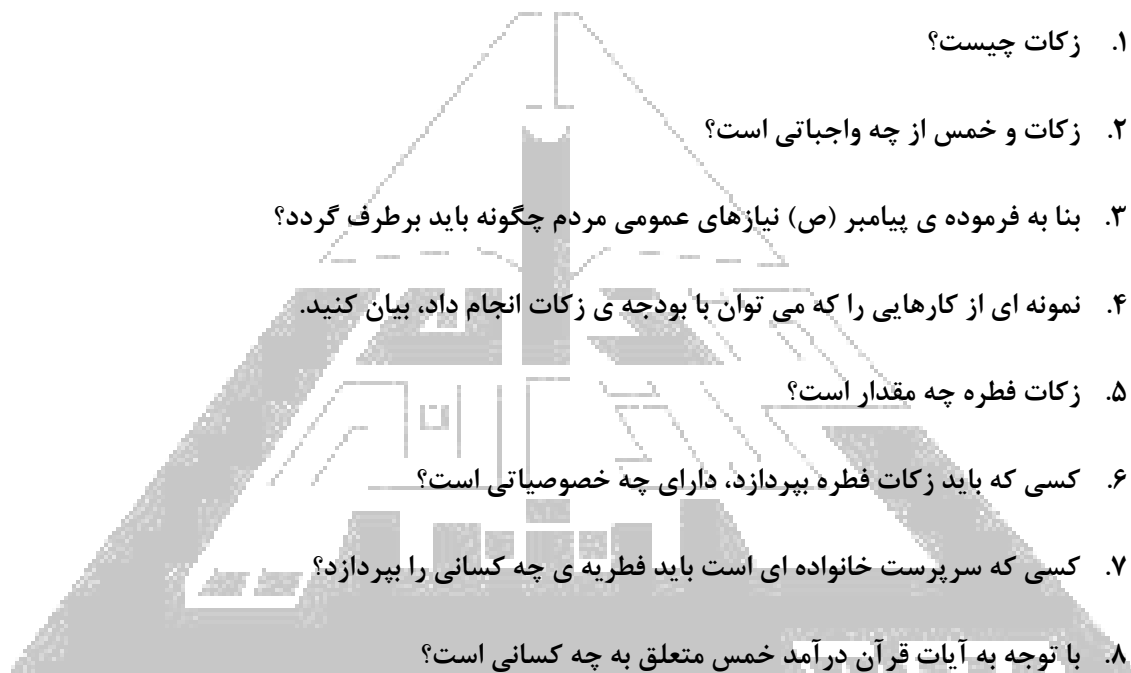 ۱. زکات چیست؟
۲. زکات و خمس از چه واجباتی است؟
۳. بنا به فرموده ی پیامبر (ص) نیازهای عمومی مردم چگونه باید برطرف گردد؟
۴. نمونه ای از کارهایی را که می توان با بودجه ی زکات انجام داد، بیان کنید.
۵. زکات فطره چه مقدار است؟
۶. کسی که باید زکات فطره بپردازد، دارای چه خصوصیاتی است؟
۷. کسی که سرپرست خانواده ای است باید فطریه ی چه کسانی را بپردازد؟
۸. با توجه به آیات قرآن درآمد خمس متعلق به چه کسانی است؟